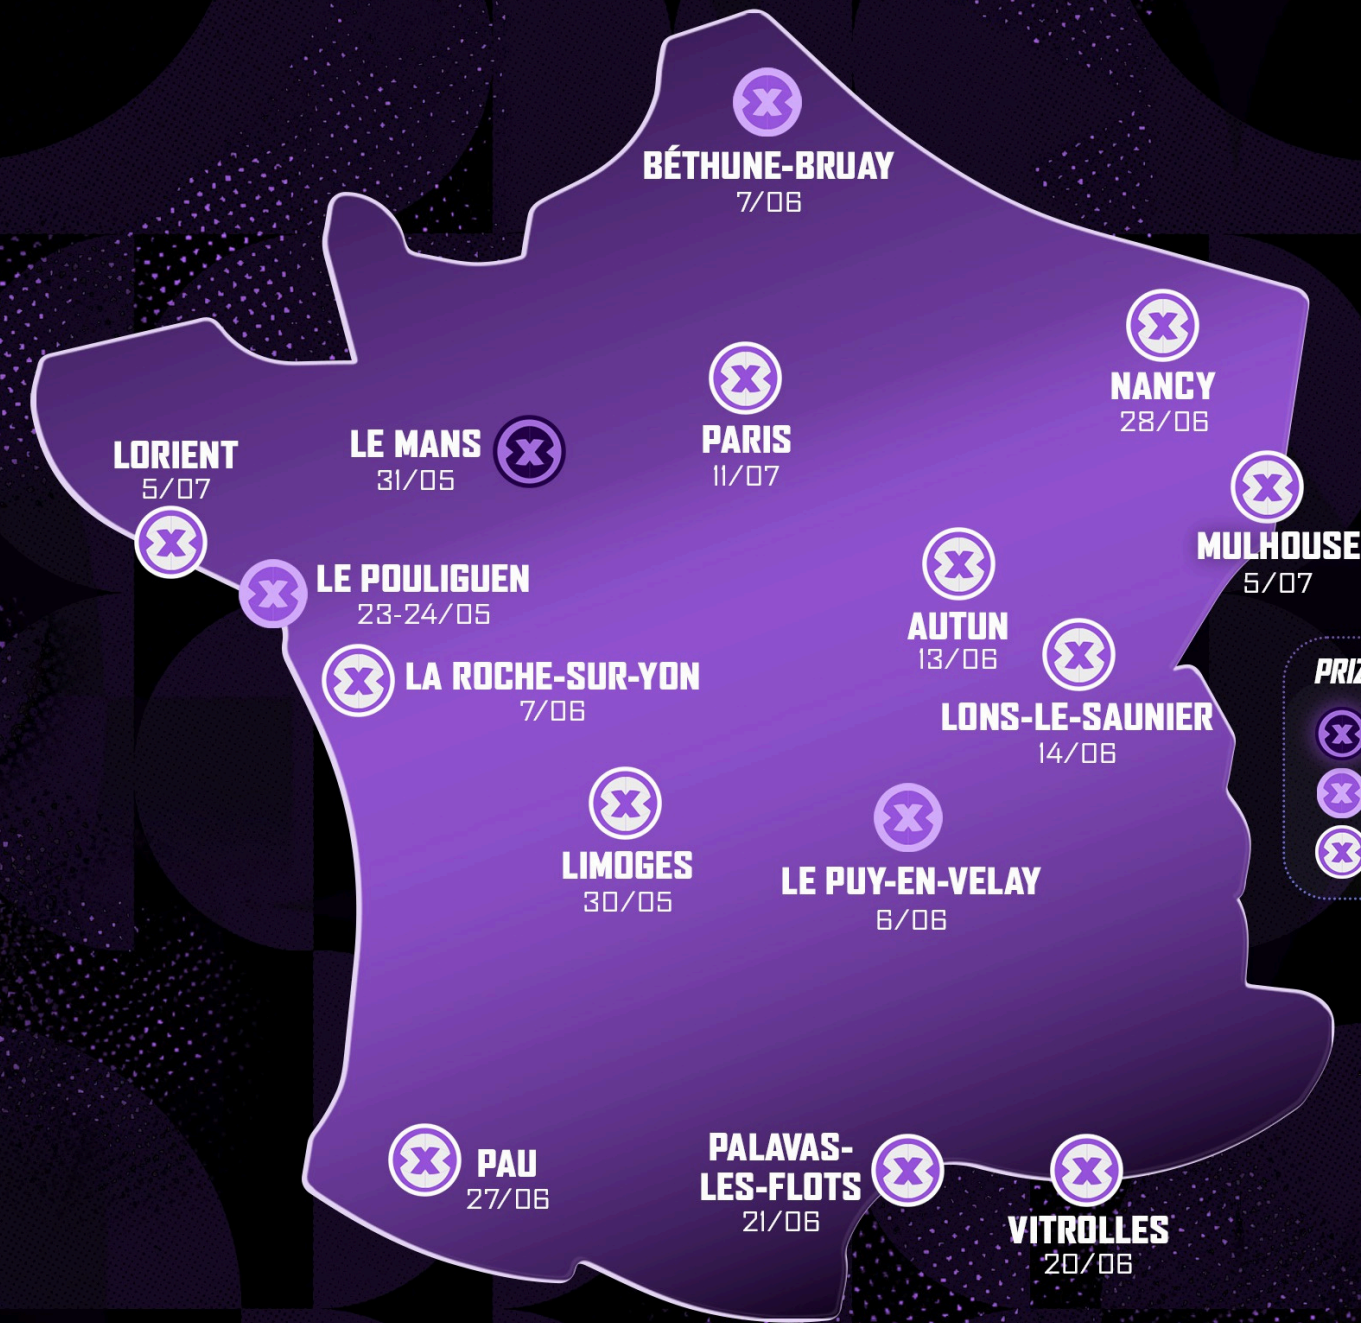 BÉTHUNE-BRUAY
7/06
NANCY
28/06
PARIS
11/07
LE MANS
31/05
LORIENT
5/07
MULHOUSE
5/07
LE POULIGUEN
23-24/05
AUTUN
13/06
LA ROCHE-SUR-YON
7/06
LONS-LE-SAUNIER
14/06
LIMOGES
30/05
LE PUY-EN-VELAY
6/06
PALAVAS-
LES-FLOTS
21/06
PAU
27/06
VITROLLES
20/06